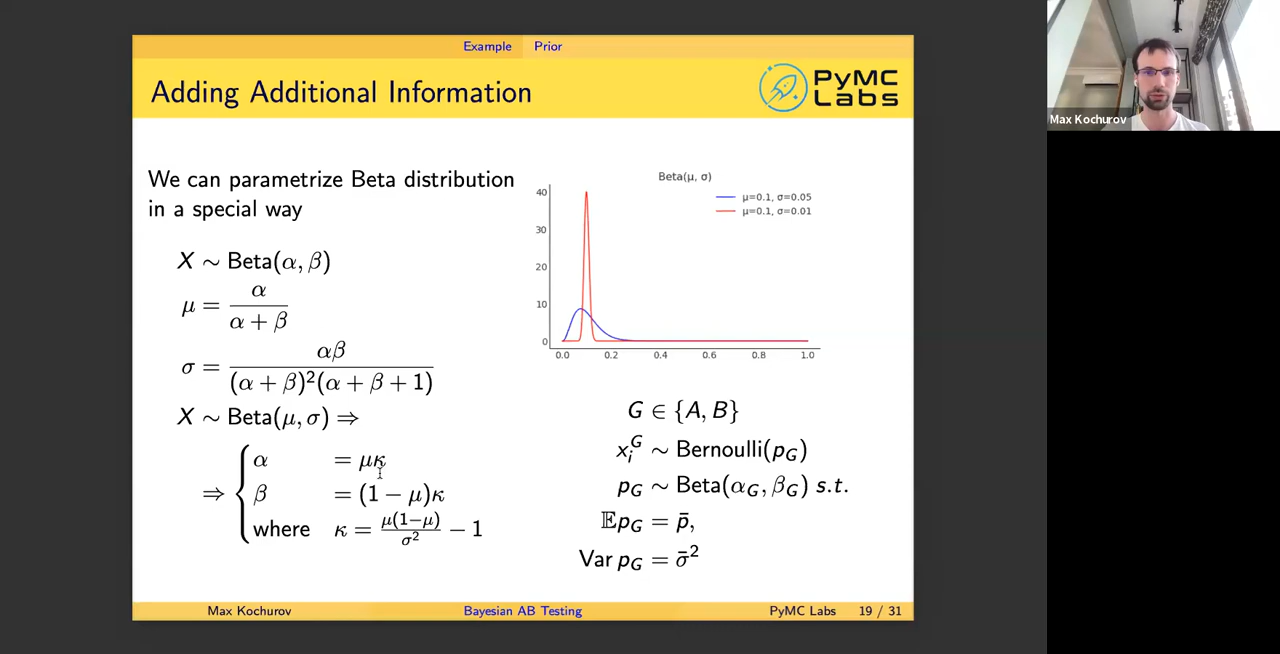 Example Prior
Adding Additional Information
PyMC
Labs
Max Kochurov
We can parametrize Beta distribution
in a special way
X ∼ Beta(α, β)
μ = α / (α + β)
σ = αβ / ((α + β)²(α + β + 1))
X ∼ Beta(μ, σ) ⇒
⇒ { α = μκ
β = (1 − μ)κ
where κ = μ(1−μ)/σ² − 1
Beta(μ, σ)
μ=0.1, σ=0.05
μ=0.1, σ=0.01
40
30
20
10
0
0.0 0.2 0.4 0.6 0.8 1.0
G ∈ {A, B}
xᵢᴳ ∼ Bernoulli(p_G)
p_G ∼ Beta(α_G, β_G) s.t.
𝔼p_G = p̄,
Var p_G = σ̄²
Max Kochurov Bayesian AB Testing PyMC Labs 19 / 31